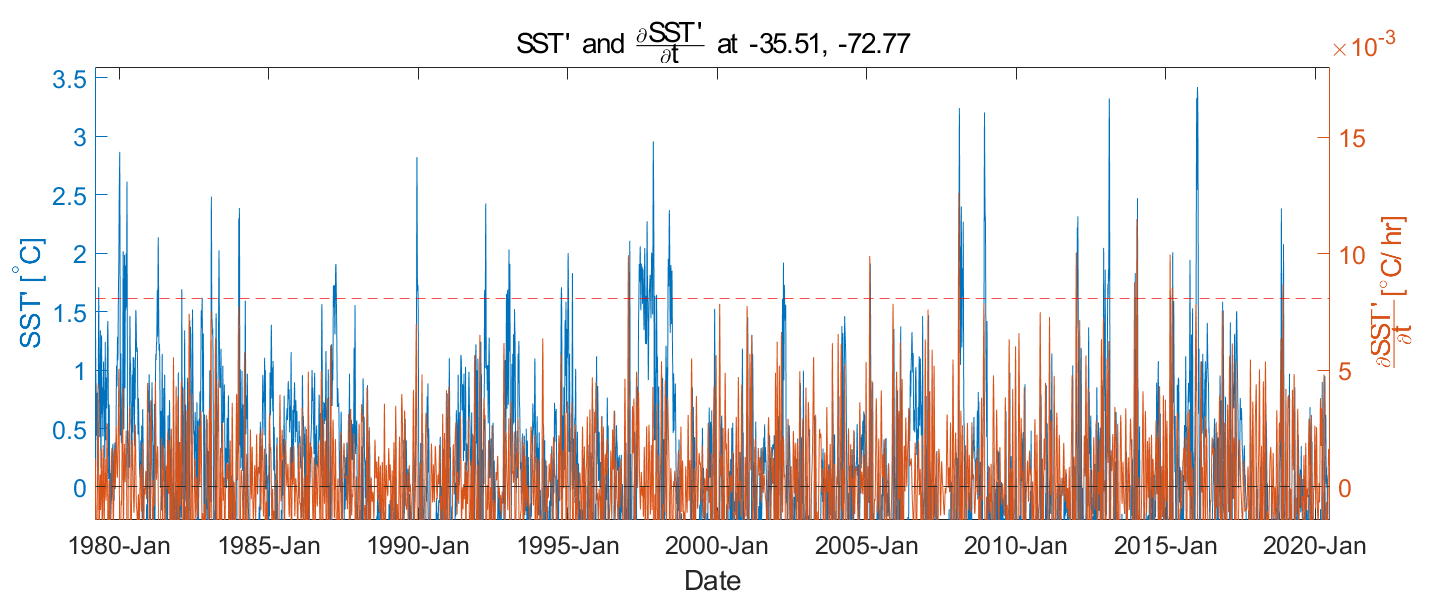 SST' and ∂SST'/∂t at -35.51, -72.77
×10-3
3.5
3
2.5
2
1.5
1
0.5
0
SST' [°C]
15
10
5
0
∂SST'/∂t [°C/hr]
1980-Jan 1985-Jan 1990-Jan 1995-Jan 2000-Jan 2005-Jan 2010-Jan 2015-Jan 2020-Jan
Date